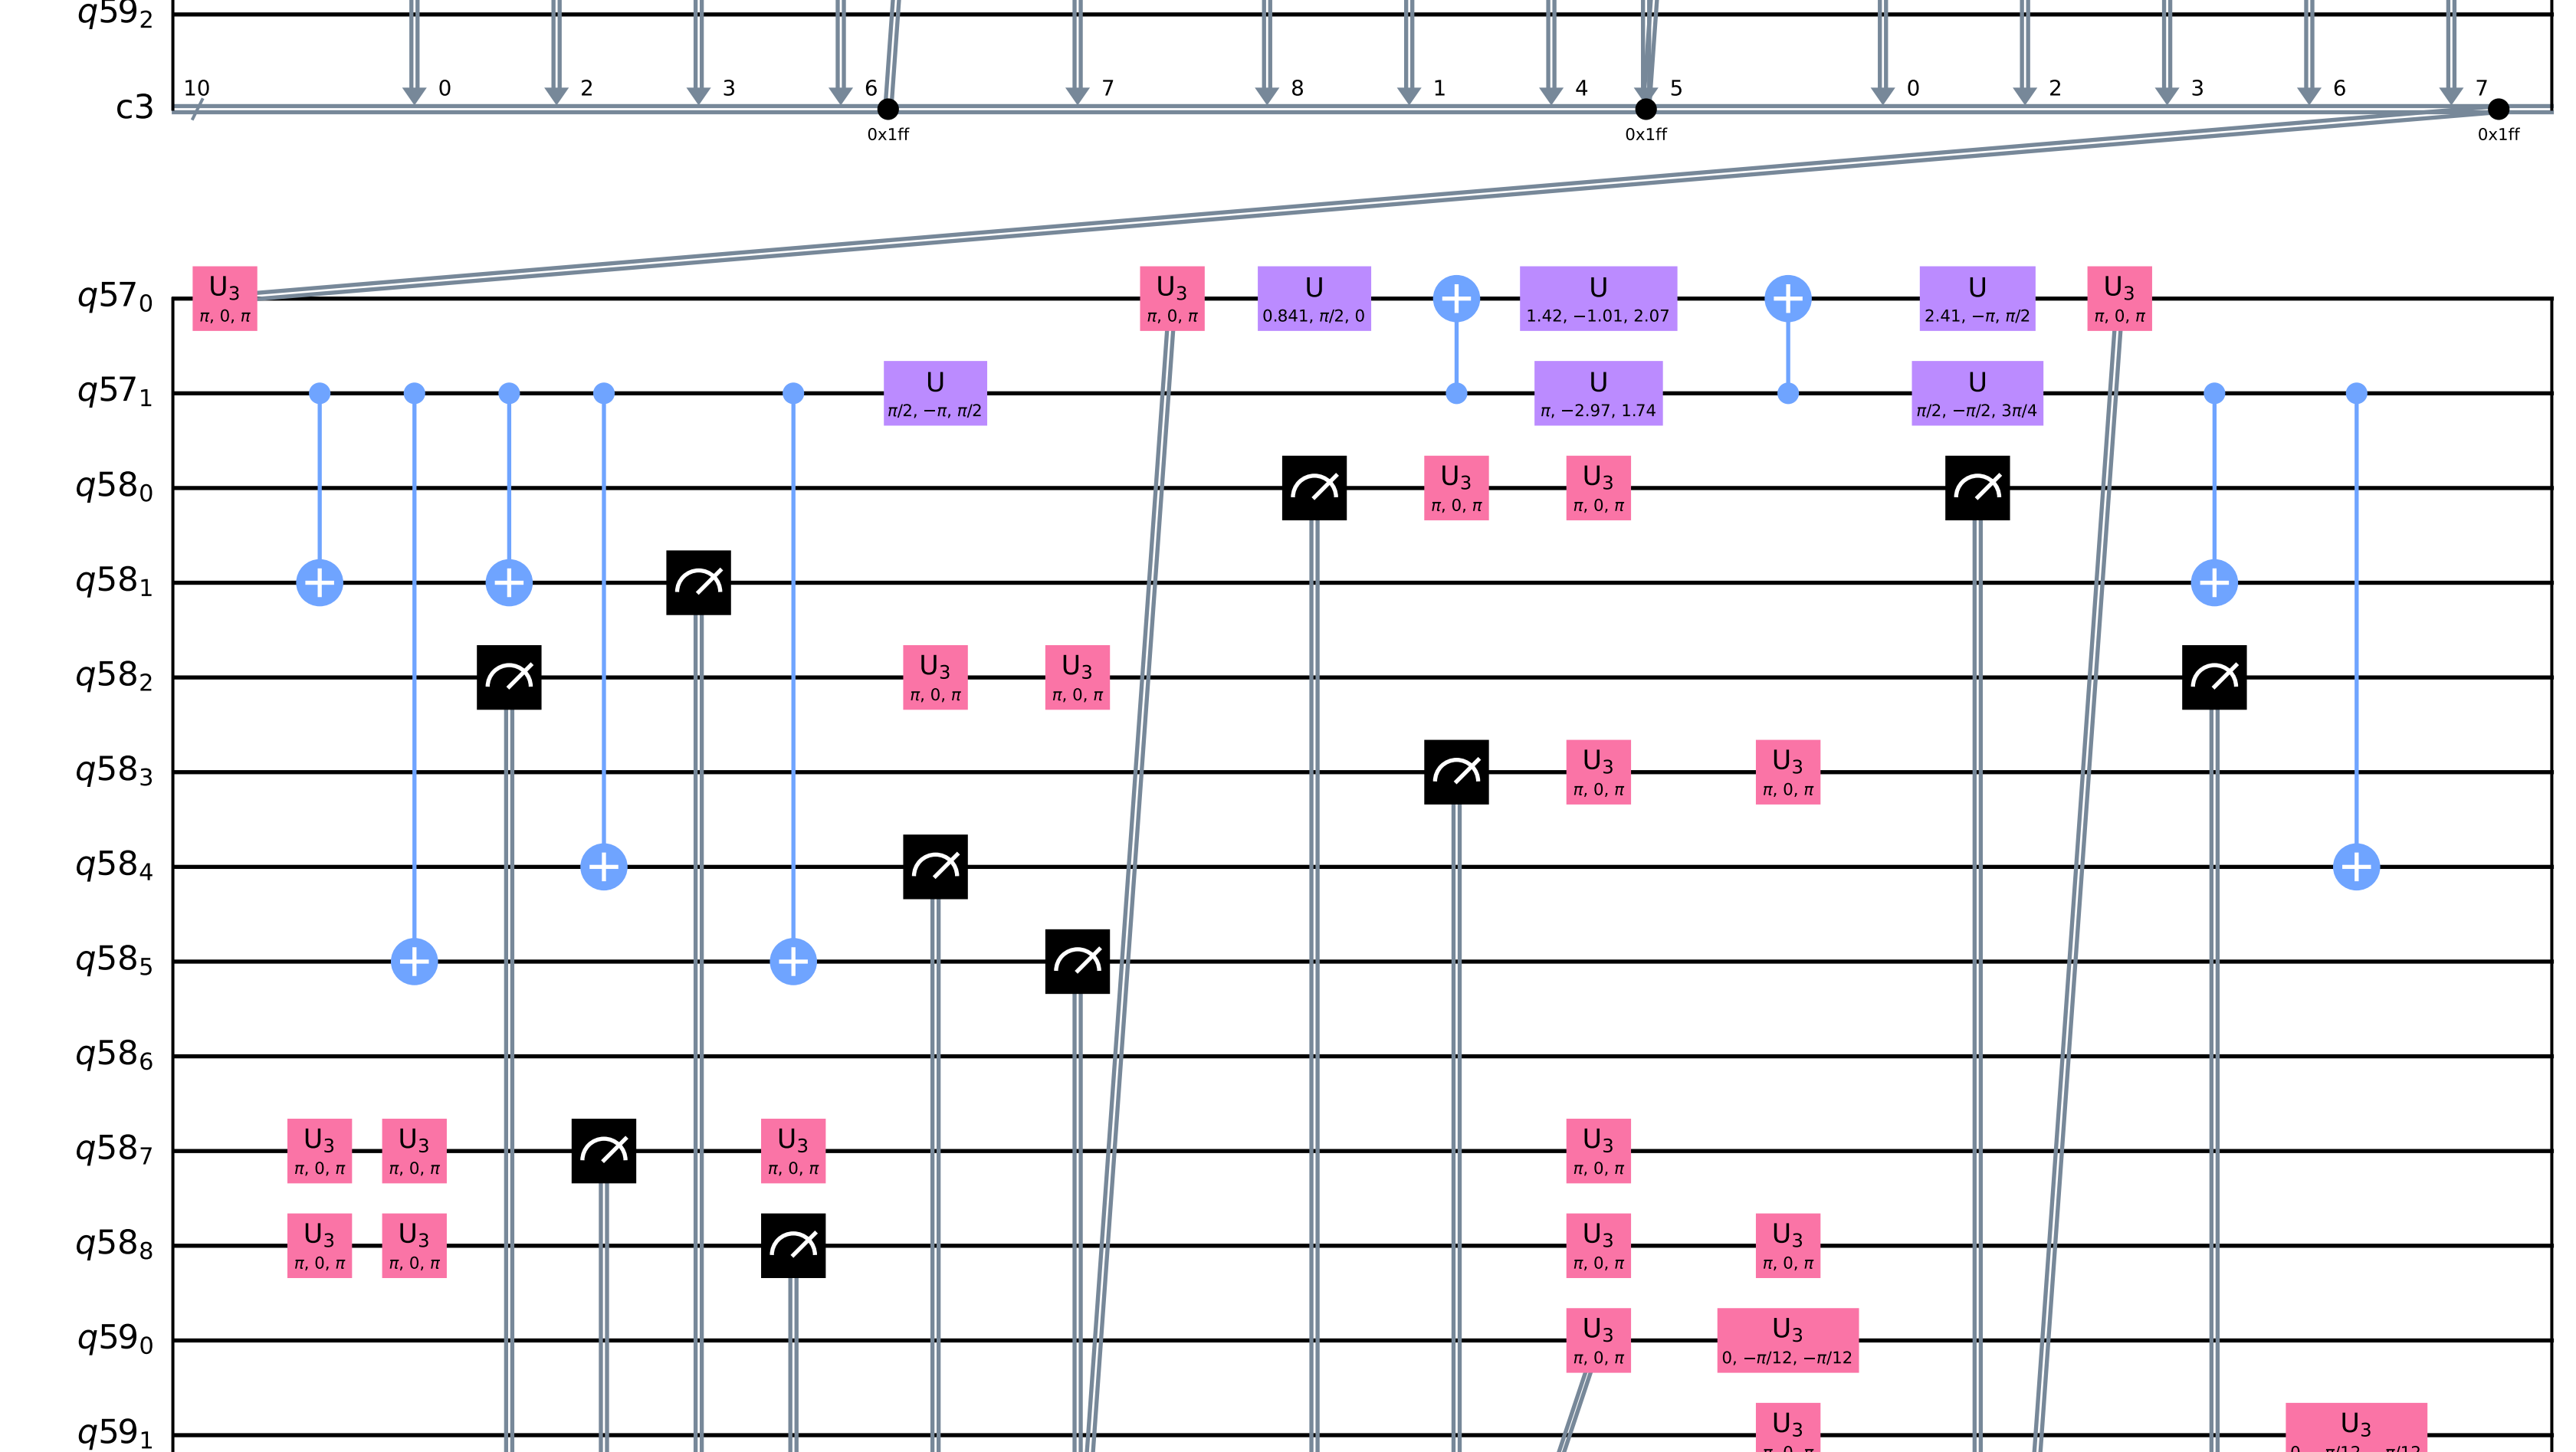 q59₂
10 0 2 3 6 7 8 1 4 5 0 2 3 6 7
c3
0x1ff 0x1ff 0x1ff
q57₀ U₃ U₃ U U U U₃
π, 0, π π, 0, π 0.841, π/2, 0 1.42, −1.01, 2.07 2.41, −π, π/2 π, 0, π
q57₁ U U U
π/2, −π, π/2 π, −2.97, 1.74 π/2, −π/2, 3π/4
q58₀ U₃ U₃
π, 0, π π, 0, π
q58₁
q58₂ U₃ U₃
π, 0, π π, 0, π
q58₃ U₃ U₃
π, 0, π π, 0, π
q58₄
q58₅
q58₆
q58₇ U₃ U₃ U₃ U₃
π, 0, π π, 0, π π, 0, π π, 0, π
q58₈ U₃ U₃ U₃ U₃
π, 0, π π, 0, π π, 0, π π, 0, π
q59₀ U₃ U₃
π, 0, π 0, −π/12, −π/12
q59₁ U₃ U₃